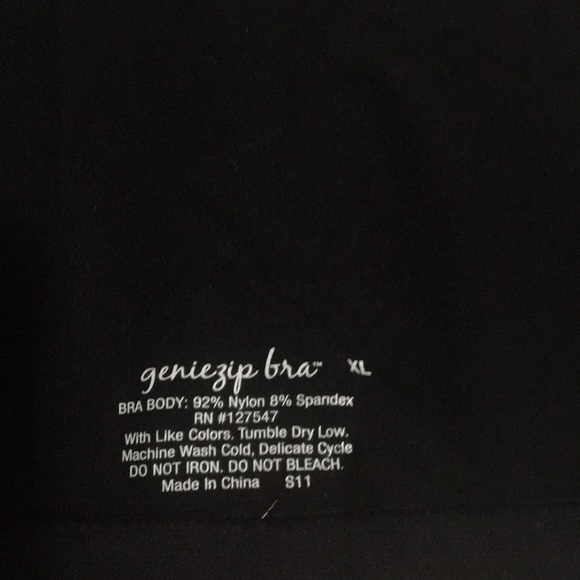 geniezip bra™ XL
BRA BODY: 92% Nylon 8% Spandex
RN #127547
With Like Colors. Tumble Dry Low.
Machine Wash Cold, Delicate Cycle
DO NOT IRON. DO NOT BLEACH.
Made In China S11